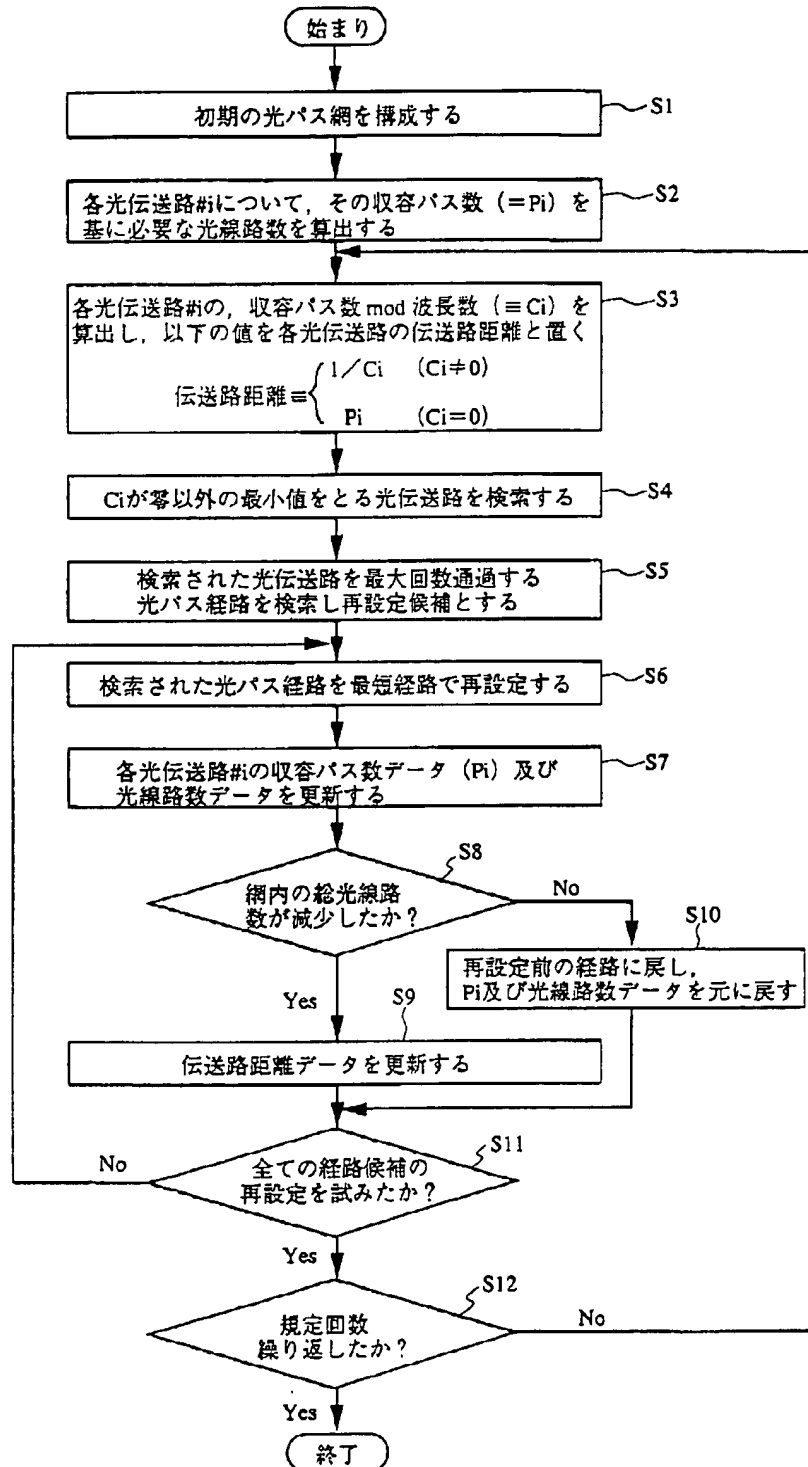 始まり
初期の光パス網を構成する
S1
各光伝送路#iについて，その収容パス数（＝Pi）を
基に必要な光線路数を算出する
S2
各光伝送路#iの，収容パス数 mod 波長数（≡Ci）を
算出し，以下の値を各光伝送路の伝送路距離と置く
伝送路距離≡{ 1／Ci （Ci≠0）
Pi （Ci＝0）
S3
Ciが零以外の最小値をとる光伝送路を検索する
S4
検索された光伝送路を最大回数通過する
光パス経路を検索し再設定候補とする
S5
検索された光パス経路を最短経路で再設定する
S6
各光伝送路#iの収容パス数データ（Pi）及び
光線路数データを更新する
S7
S8
網内の総光線路
数が減少したか？
No
S10
再設定前の経路に戻し，
Pi及び光線路数データを元に戻す
Yes
S9
伝送路距離データを更新する
S11
No
全ての経路候補の
再設定を試みたか？
Yes
S12
規定回数
繰り返したか？
No
Yes
終了